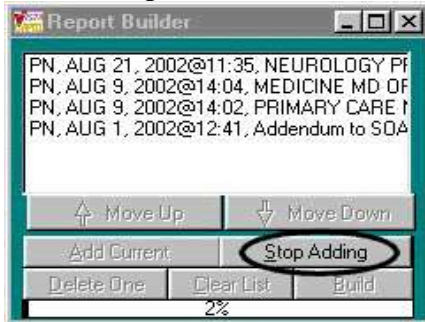 Report Builder
PN, AUG 21, 2002@11:35, NEUROLOGY
PN, AUG 9, 2002@14:04, MEDICINE MD
PN, AUG 9, 2002@14:02, PRIMARY CARE
PN, AUG 1, 2002@12:41, Addendum to SOA
Move Up Move Down
Add Current Stop Adding
Delete One Clear List Build
2%